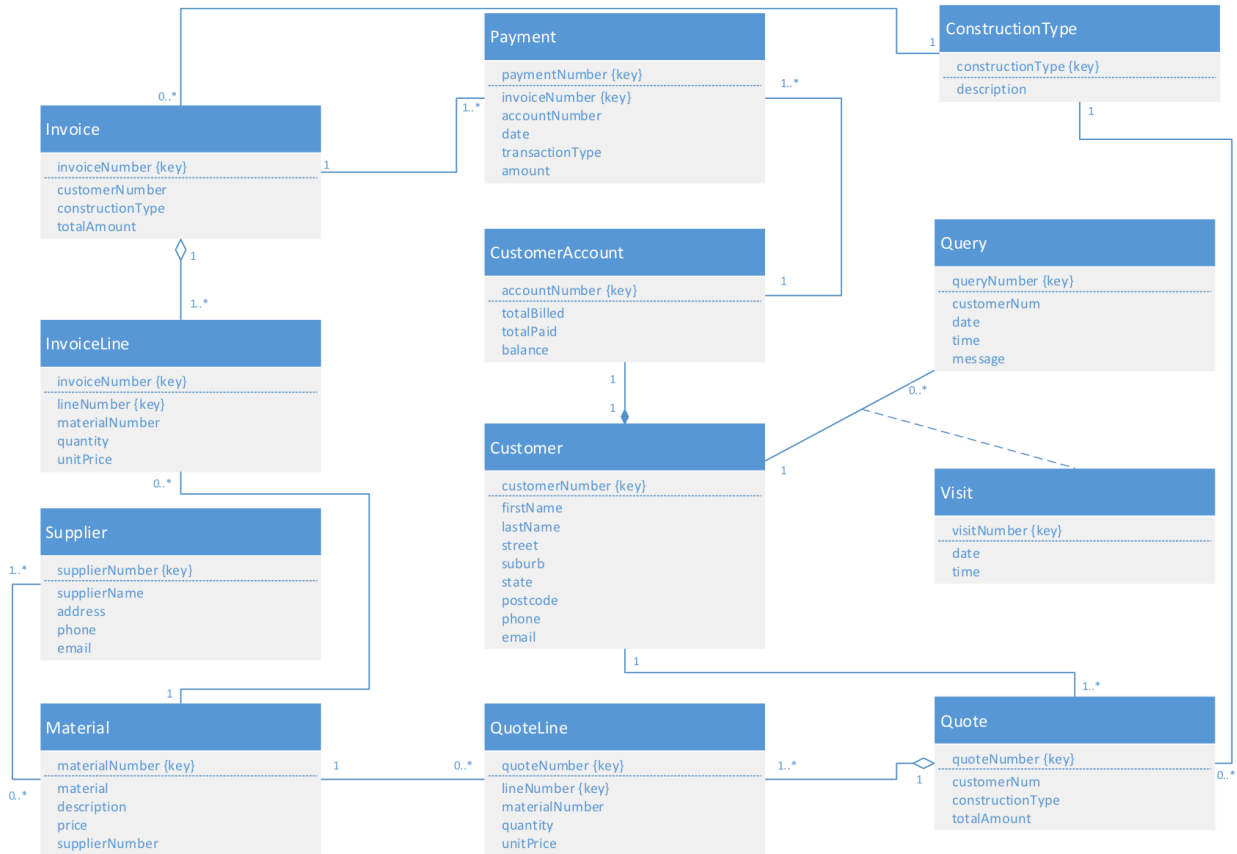 Payment
paymentNumber {key}
invoiceNumber {key}
accountNumber
date
transactionType
amount
ConstructionType
constructionType {key}
description
1
0..*
1..*
1..*
1
1
Invoice
invoiceNumber {key}
customerNumber
constructionType
totalAmount
1
1..*
CustomerAccount
accountNumber {key}
totalBilled
totalPaid
balance
1
1
1
Query
queryNumber {key}
customerNum
date
time
message
0..*
1
InvoiceLine
invoiceNumber {key}
lineNumber {key}
materialNumber
quantity
unitPrice
0..*
Customer
customerNumber {key}
firstName
lastName
street
suburb
state
postcode
phone
email
1
1..*
Visit
visitNumber {key}
date
time
Supplier
supplierNumber {key}
supplierName
address
phone
email
1..*
0..*
1
Material
materialNumber {key}
material
description
price
supplierNumber
1
0..*
QuoteLine
quoteNumber {key}
lineNumber {key}
materialNumber
quantity
unitPrice
1..*
1
Quote
quoteNumber {key}
customerNum
constructionType
totalAmount
0..*